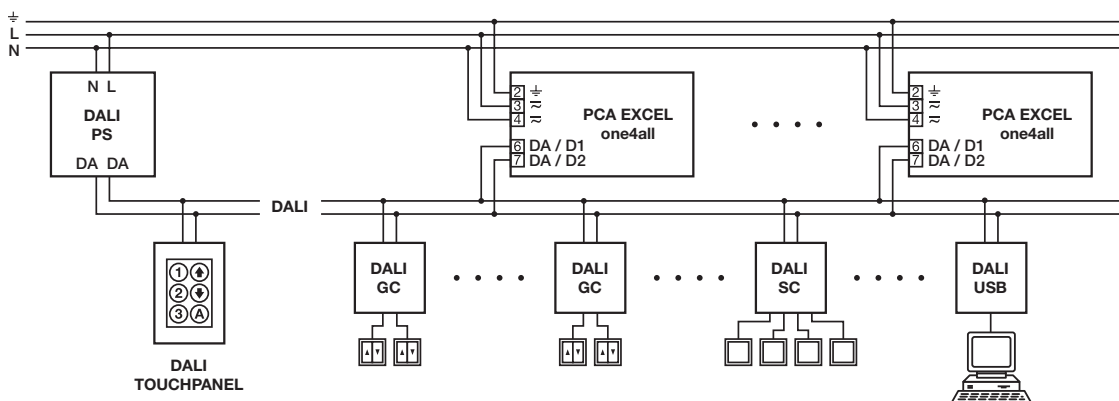 L
N
N L
DALI
PS
DA DA
2
3
4
6 DA / D1
7 DA / D2
PCA EXCEL
one4all
2
3
4
6 DA / D1
7 DA / D2
PCA EXCEL
one4all
DALI
1
2
3 A
DALI
TOUCHPANEL
DALI
GC
DALI
GC
DALI
SC
DALI
USB